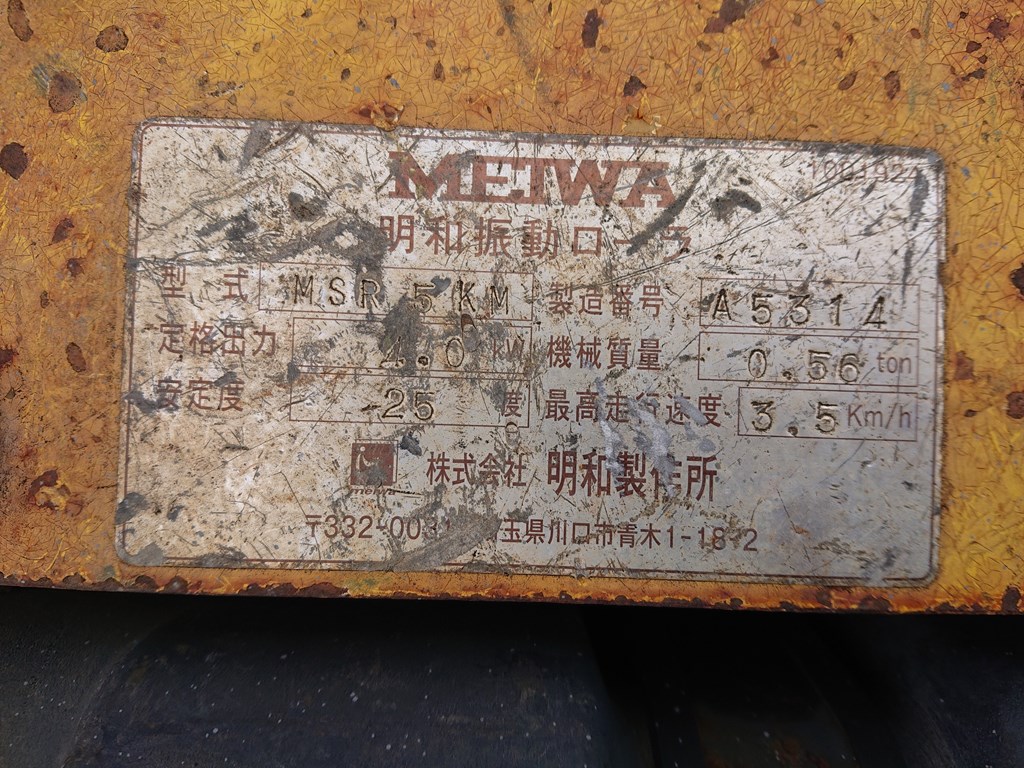 MEIWA
明和振動ローラ
型式 MSR 5KM 製造番号 A5314
定格出力 4.0 kW 機械質量 0.56 ton
安定度 25 度 最高走行速度 3.5 Km/h
meiwa 株式会社 明和製作所
〒332-0031 玉県川口市青木1-18-2